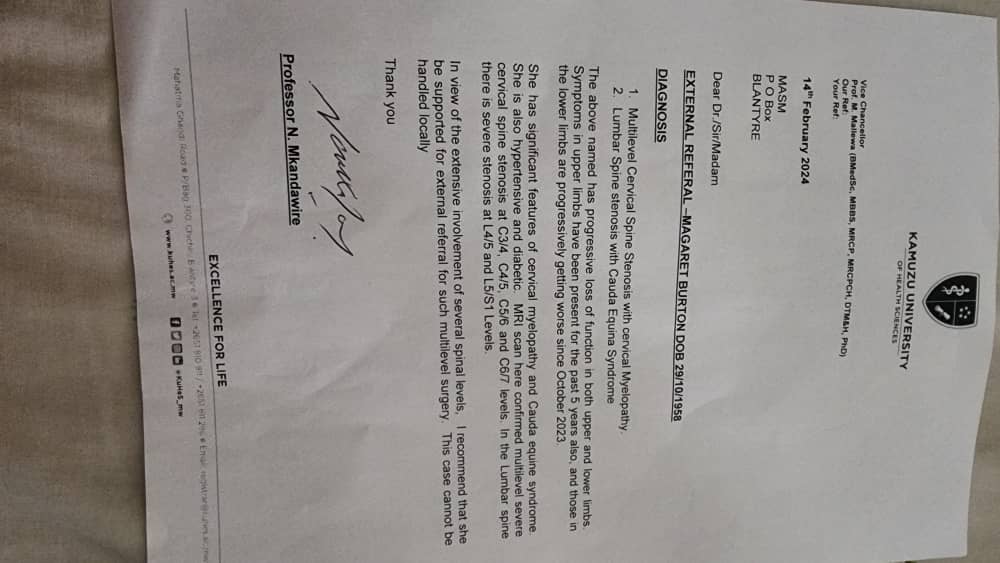 KAMUZU UNIVERSITY
OF HEALTH SCIENCES
Vice Chancellor
Prof. M. Mallewa (BMedSc, MBBS, MRCP, MRCPCH, DTM&H, PhD)
Our Ref:
Your Ref:
14th February 2024
MASM
P O Box
BLANTYRE
Dear Dr./Sir/Madam
EXTERNAL REFERAL –MAGARET BURTON DOB 29/10/1958
DIAGNOSIS
1. Multilevel Cervical Spine Stenosis with cervical Myelopathy.
2. Lumbar Spine stenosis with Cauda Equina Syndrome
The above named has progressive loss of function in both upper and lower limbs.
Symptoms in upper limbs have been present for the past 5 years also, and those in
the lower limbs are progressively getting worse since October 2023.
She has significant features of cervical myelopathy and Cauda equine syndrome.
She is also hypertensive and diabetic. MRI scan here confirmed multilevel severe
cervical spine stenosis at C3/4, C4/5, C5/6 and C6/7 levels. In the Lumbar spine
there is severe stenosis at L4/5 and L5/S1 Levels.
In view of the extensive involvement of several spinal levels, I recommend that she
be supported for external referral for such multilevel surgery. This case cannot be
handled locally
Thank you
Professor N. Mkandawire
EXCELLENCE FOR LIFE
Mahatma Ghandi Road P/Bag 360, Chichiri, Blantyre 3 Tel: +2651 810 911 / +2651 811 286 Email: registrar@kuhes.ac.mw
www.kuhes.ac.mw @KuHeS_mw